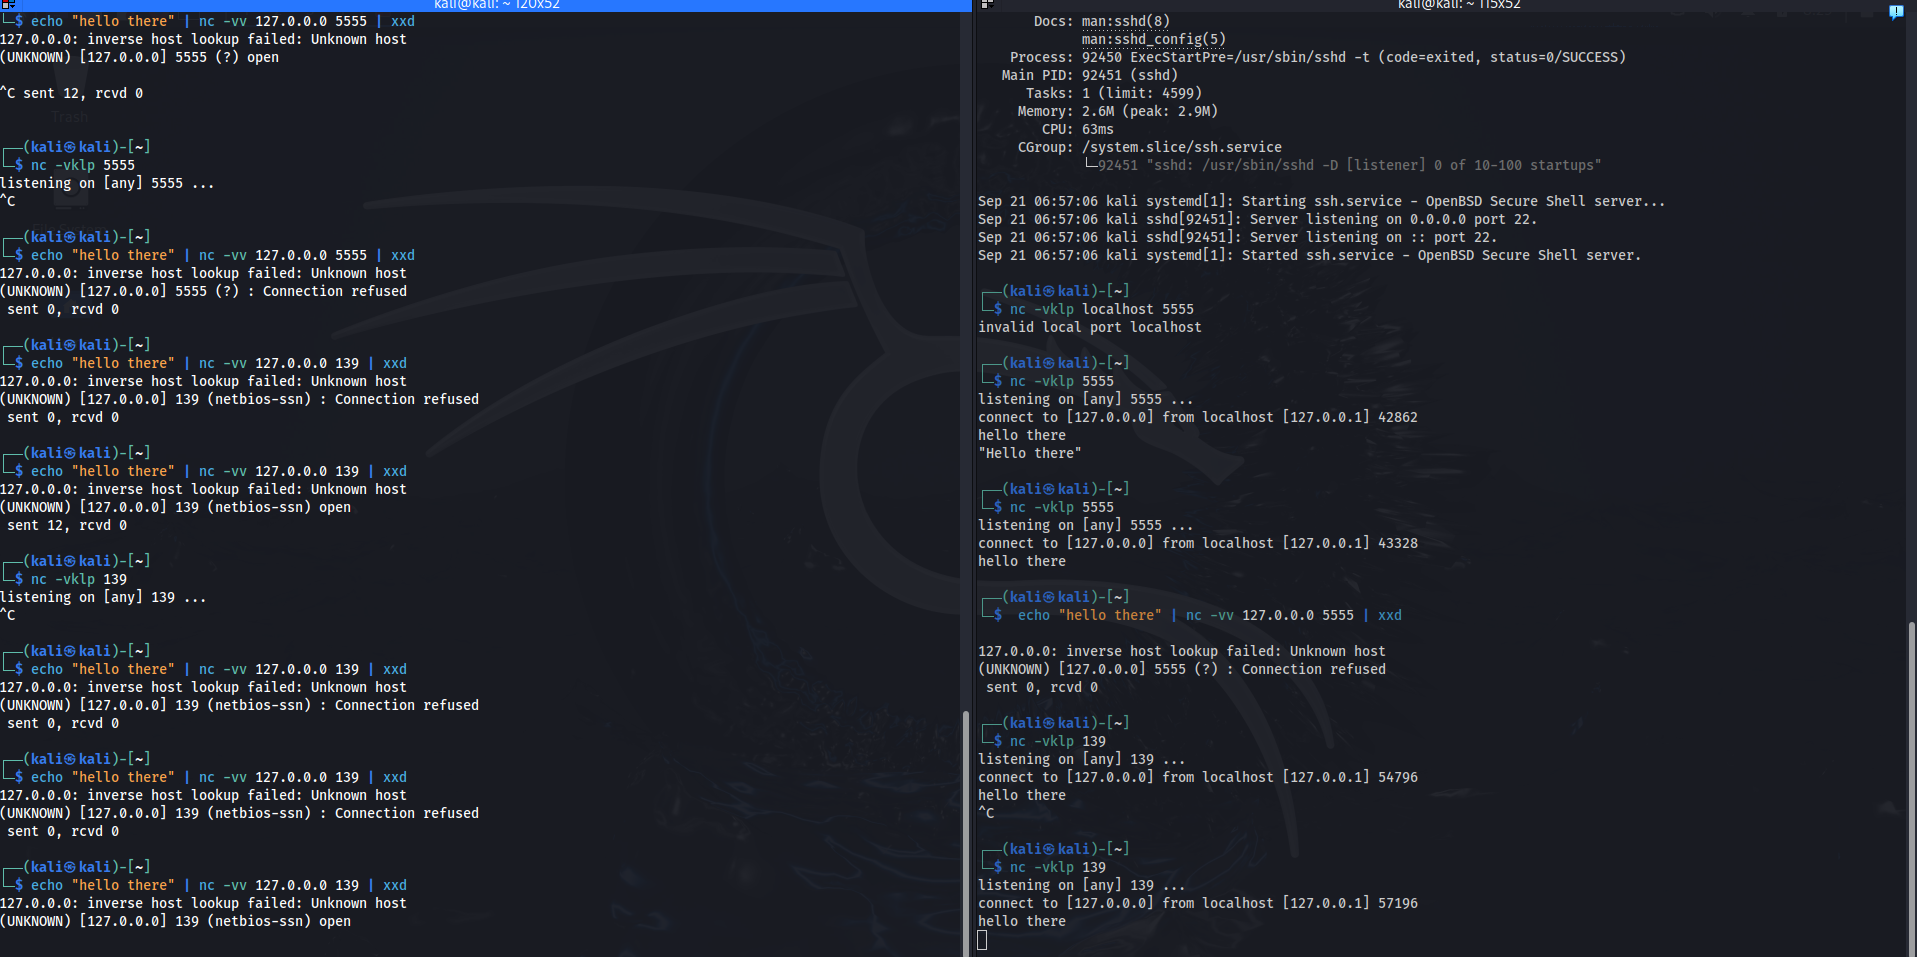 kali@kali: ~ 120x52
└─$ echo "hello there" | nc -vv 127.0.0.0 5555 | xxd
127.0.0.0: inverse host lookup failed: Unknown host
(UNKNOWN) [127.0.0.0] 5555 (?) open
^C sent 12, rcvd 0
Trash
┌──(kali㉿kali)-[~]
└─$ nc -vklp 5555
listening on [any] 5555 ...
^C
┌──(kali㉿kali)-[~]
└─$ echo "hello there" | nc -vv 127.0.0.0 5555 | xxd
127.0.0.0: inverse host lookup failed: Unknown host
(UNKNOWN) [127.0.0.0] 5555 (?) : Connection refused
 sent 0, rcvd 0
┌──(kali㉿kali)-[~]
└─$ echo "hello there" | nc -vv 127.0.0.0 139 | xxd
127.0.0.0: inverse host lookup failed: Unknown host
(UNKNOWN) [127.0.0.0] 139 (netbios-ssn) : Connection refused
 sent 0, rcvd 0
┌──(kali㉿kali)-[~]
└─$ echo "hello there" | nc -vv 127.0.0.0 139 | xxd
127.0.0.0: inverse host lookup failed: Unknown host
(UNKNOWN) [127.0.0.0] 139 (netbios-ssn) open
 sent 12, rcvd 0
┌──(kali㉿kali)-[~]
└─$ nc -vklp 139
listening on [any] 139 ...
^C
┌──(kali㉿kali)-[~]
└─$ echo "hello there" | nc -vv 127.0.0.0 139 | xxd
127.0.0.0: inverse host lookup failed: Unknown host
(UNKNOWN) [127.0.0.0] 139 (netbios-ssn) : Connection refused
 sent 0, rcvd 0
┌──(kali㉿kali)-[~]
└─$ echo "hello there" | nc -vv 127.0.0.0 139 | xxd
127.0.0.0: inverse host lookup failed: Unknown host
(UNKNOWN) [127.0.0.0] 139 (netbios-ssn) : Connection refused
 sent 0, rcvd 0
┌──(kali㉿kali)-[~]
└─$ echo "hello there" | nc -vv 127.0.0.0 139 | xxd
127.0.0.0: inverse host lookup failed: Unknown host
(UNKNOWN) [127.0.0.0] 139 (netbios-ssn) open
kali@kali: ~ 115x52
Docs: man:sshd(8)
man:sshd_config(5)
Process: 92450 ExecStartPre=/usr/sbin/sshd -t (code=exited, status=0/SUCCESS)
Main PID: 92451 (sshd)
Tasks: 1 (limit: 4599)
Memory: 2.6M (peak: 2.9M)
CPU: 63ms
CGroup: /system.slice/ssh.service
└─92451 "sshd: /usr/sbin/sshd -D [listener] 0 of 10-100 startups"
Sep 21 06:57:06 kali systemd[1]: Starting ssh.service - OpenBSD Secure Shell server...
Sep 21 06:57:06 kali sshd[92451]: Server listening on 0.0.0.0 port 22.
Sep 21 06:57:06 kali sshd[92451]: Server listening on :: port 22.
Sep 21 06:57:06 kali systemd[1]: Started ssh.service - OpenBSD Secure Shell server.
┌──(kali㉿kali)-[~]
└─$ nc -vklp localhost 5555
invalid local port localhost
┌──(kali㉿kali)-[~]
└─$ nc -vklp 5555
listening on [any] 5555 ...
connect to [127.0.0.0] from localhost [127.0.0.1] 42862
hello there
"Hello there"
┌──(kali㉿kali)-[~]
└─$ nc -vklp 5555
listening on [any] 5555 ...
connect to [127.0.0.0] from localhost [127.0.0.1] 43328
hello there
┌──(kali㉿kali)-[~]
└─$  echo "hello there" | nc -vv 127.0.0.0 5555 | xxd
127.0.0.0: inverse host lookup failed: Unknown host
(UNKNOWN) [127.0.0.0] 5555 (?) : Connection refused
 sent 0, rcvd 0
┌──(kali㉿kali)-[~]
└─$ nc -vklp 139
listening on [any] 139 ...
connect to [127.0.0.0] from localhost [127.0.0.1] 54796
hello there
^C
┌──(kali㉿kali)-[~]
└─$ nc -vklp 139
listening on [any] 139 ...
connect to [127.0.0.0] from localhost [127.0.0.1] 57196
hello there